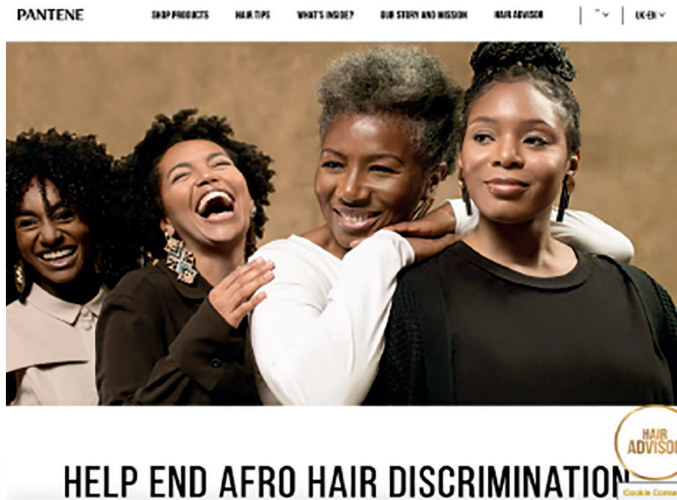 PANTENE
SHOP PRODUCTS HAIR TIPS WHAT'S INSIDE? OUR STORY AND MISSION HAIR ADVISOR UK-EN
HAIR
ADVISOR
HELP END AFRO HAIR DISCRIMINATION
Cookie